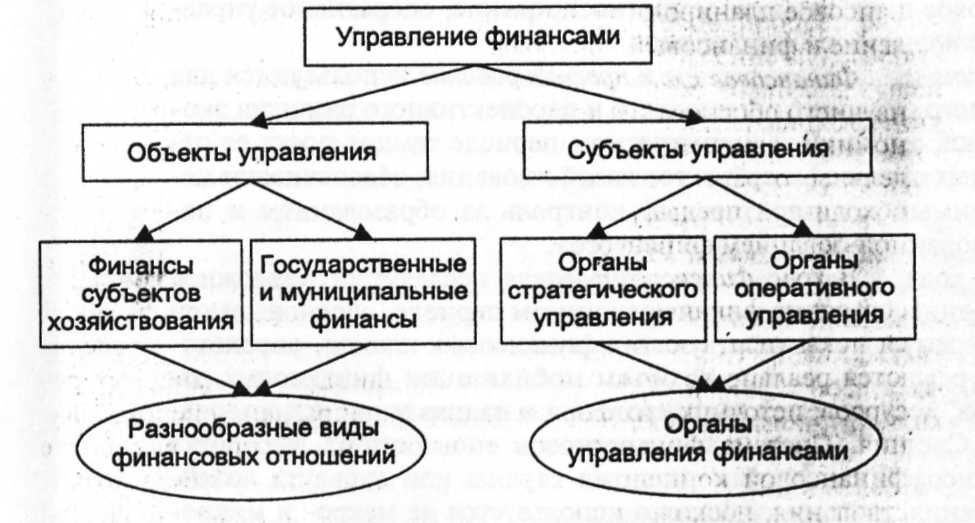 Управление финансами
Объекты управления
Субъекты управления
Финансы
субъектов
хозяйствования
Государственные
и муниципальные
финансы
Органы
стратегического
управления
Органы
оперативного
управления
Разнообразные виды
финансовых отношений
Органы
управления финансами